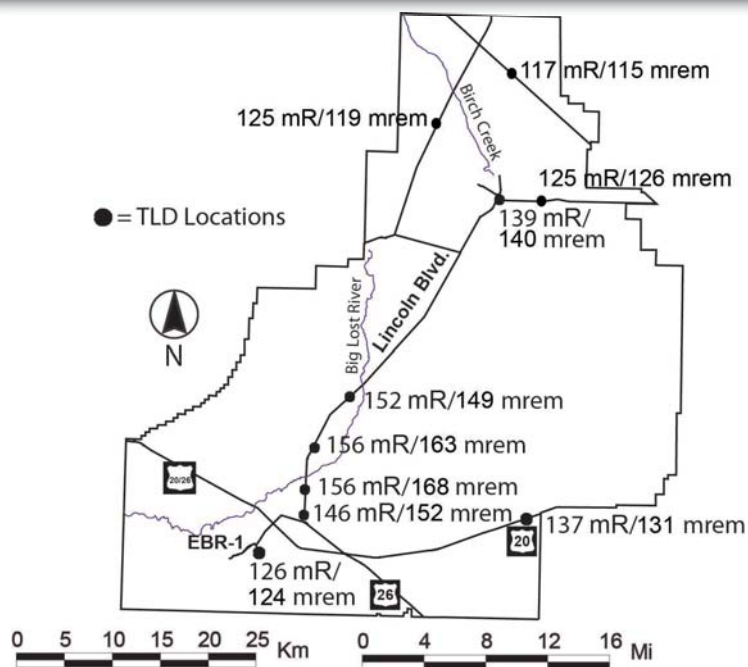 117 mR/115 mrem
125 mR/119 mrem
Birch Creek
125 mR/126 mrem
= TLD Locations
139 mR/
140 mrem
Lincoln Blvd.
Big Lost River
N
152 mR/149 mrem
156 mR/163 mrem
20/26
156 mR/168 mrem
146 mR/152 mrem
137 mR/131 mrem
EBR-1
20
126 mR/
124 mrem
26
0 5 10 15 20 25 Km
0 4 8 12 16 Mi